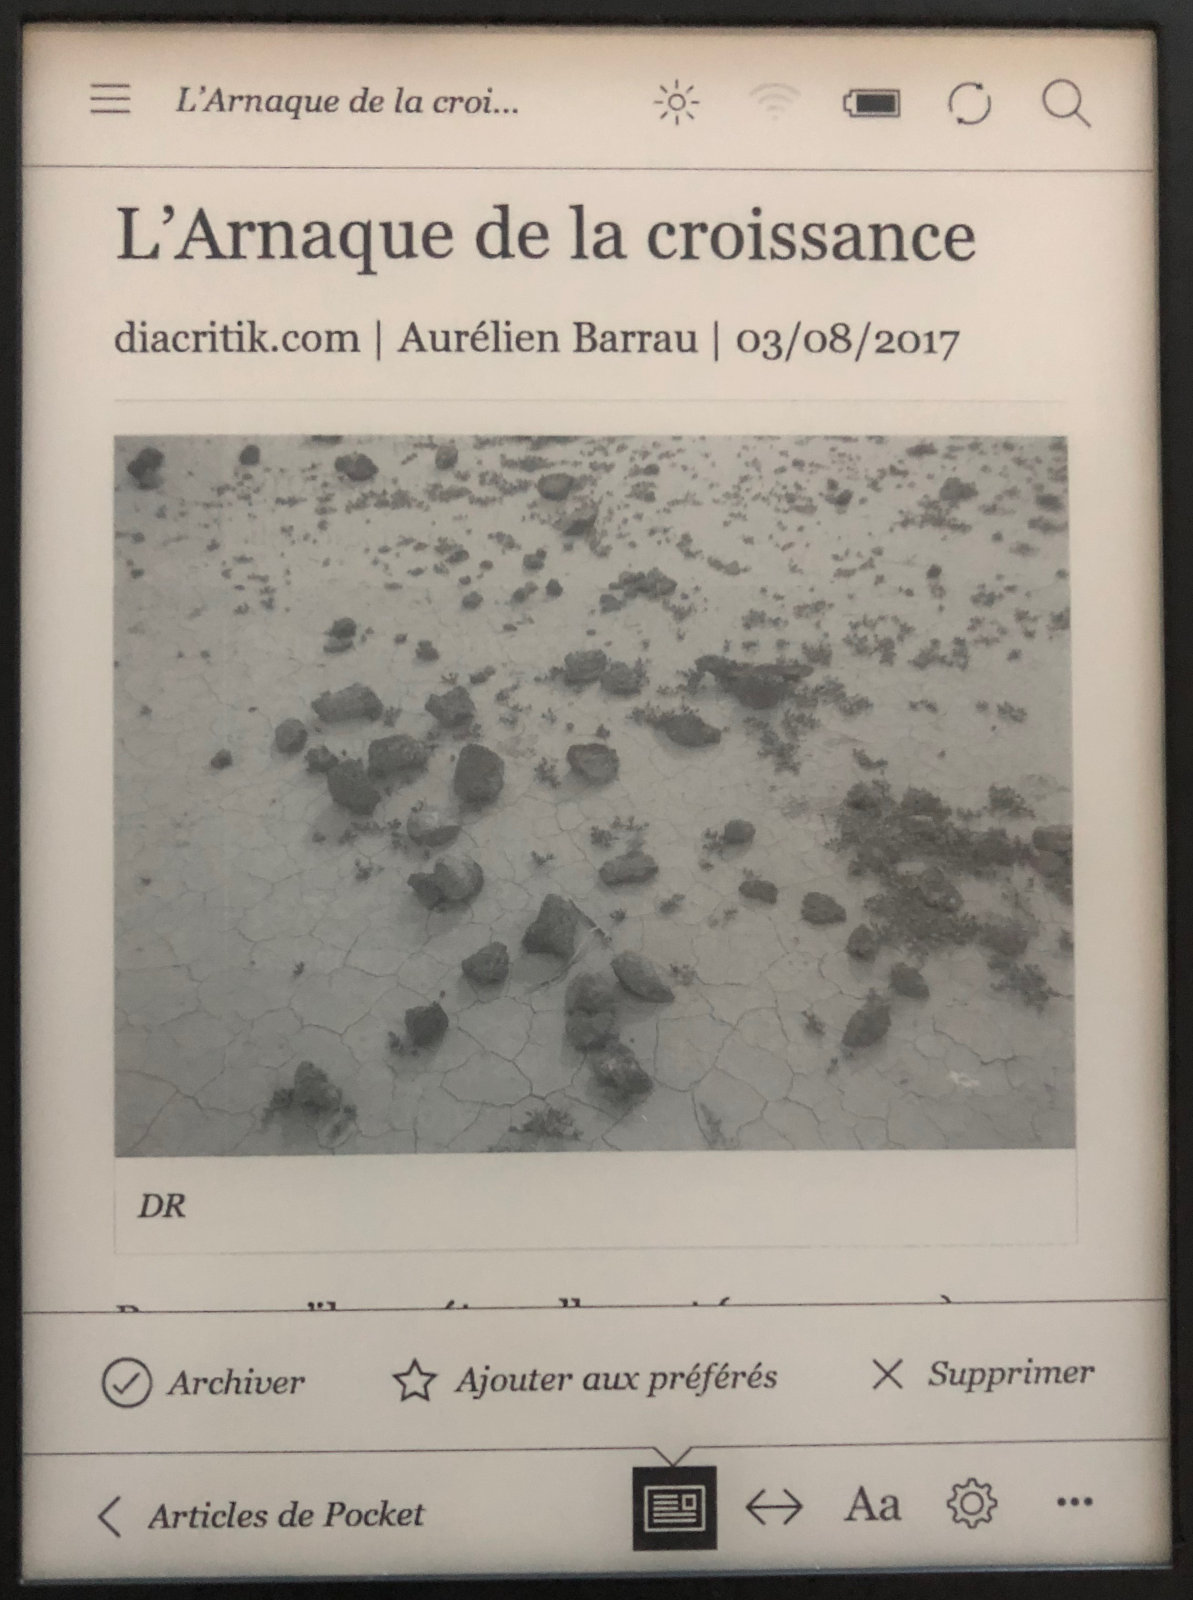 L'Arnaque de la croi...
L'Arnaque de la croissance
diacritik.com | Aurélien Barrau | 03/08/2017
DR
Archiver
Ajouter aux préférés
Supprimer
Articles de Pocket
Aa